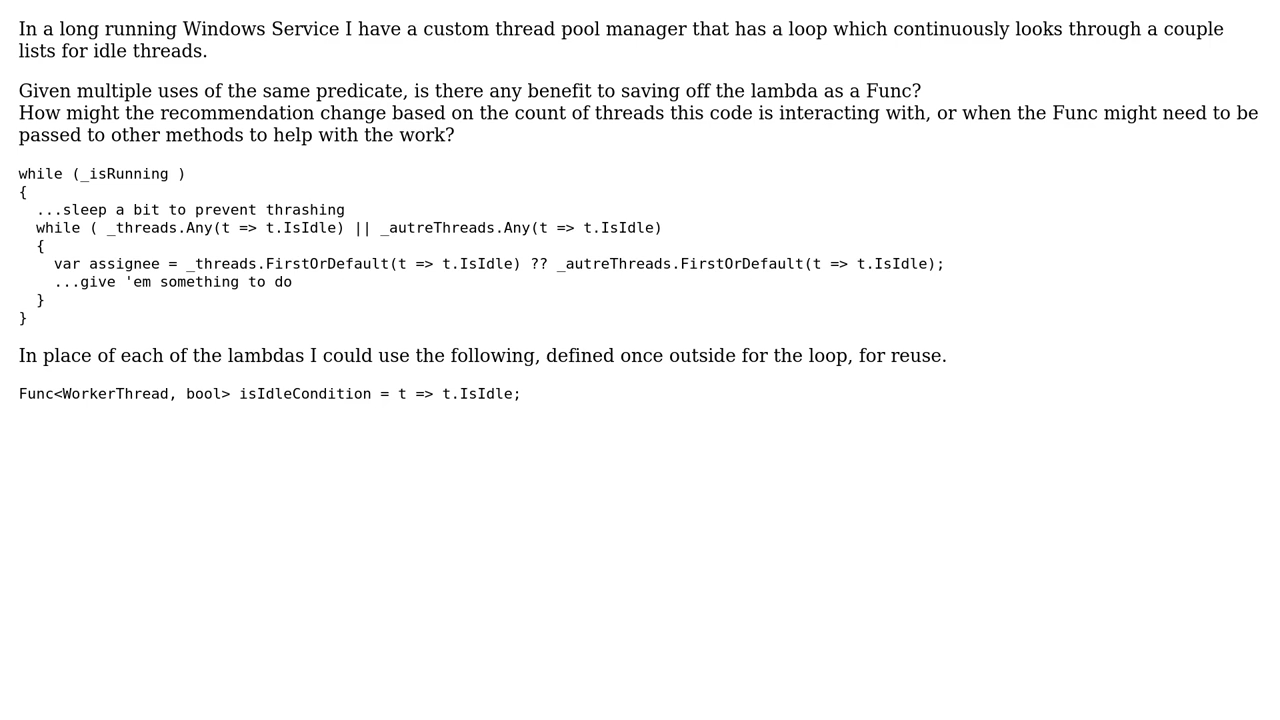 In a long running Windows Service I have a custom thread pool manager that has a loop which continuously looks through a couple
lists for idle threads.
Given multiple uses of the same predicate, is there any benefit to saving off the lambda as a Func?
How might the recommendation change based on the count of threads this code is interacting with, or when the Func might need to be
passed to other methods to help with the work?
while (_isRunning )
{
  ...sleep a bit to prevent thrashing
  while ( _threads.Any(t => t.IsIdle) || _autreThreads.Any(t => t.IsIdle)
  {
    var assignee = _threads.FirstOrDefault(t => t.IsIdle) ?? _autreThreads.FirstOrDefault(t => t.IsIdle);
    ...give 'em something to do
  }
}
In place of each of the lambdas I could use the following, defined once outside for the loop, for reuse.
Func<WorkerThread, bool> isIdleCondition = t => t.IsIdle;